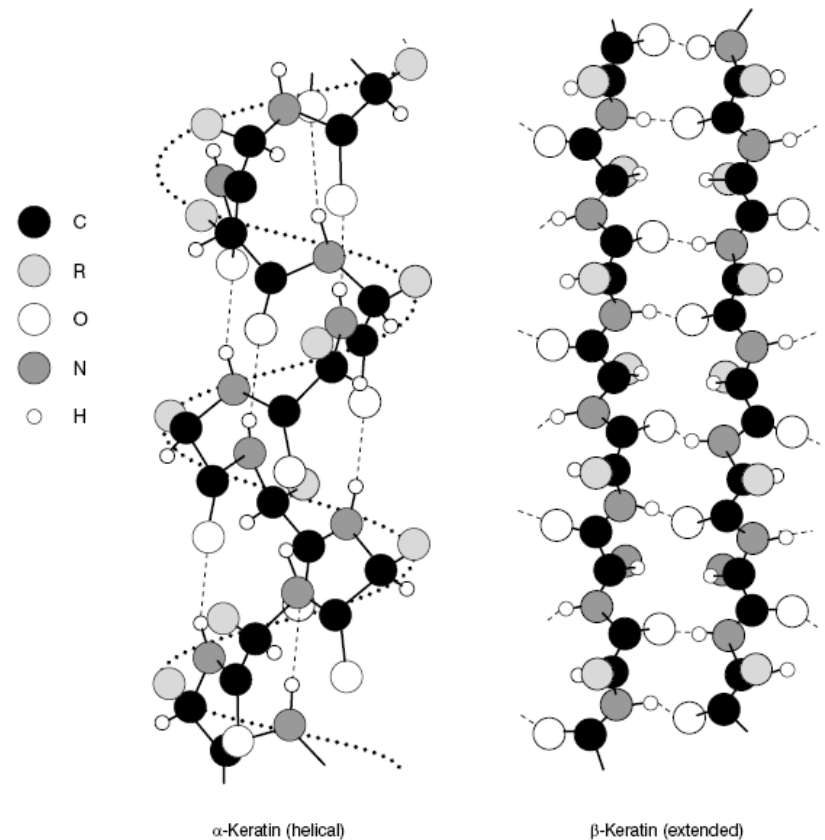 C
R
O
N
H
α-Keratin (helical)
β-Keratin (extended)